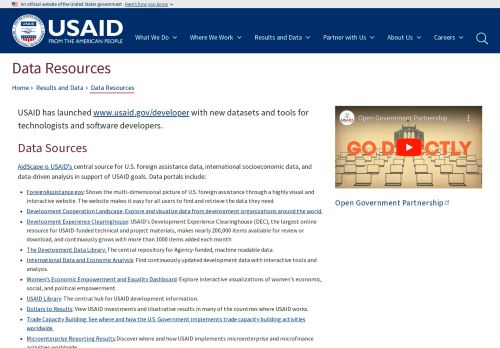 An official website of the United States government Here's how you know
USAID
FROM THE AMERICAN PEOPLE
What We Do
Where We Work
Results and Data
Partner with Us
About Us
Careers
Data Resources
Home › Results and Data › Data Resources
USAID has launched www.usaid.gov/developer with new datasets and tools for
technologists and software developers.
Data Sources
AidScape is USAID's central source for U.S. foreign assistance data, international socioeconomic data, and
data-driven analysis in support of USAID goals. Data portals include:
ForeignAssistance.gov: Shows the multi-dimensional picture of U.S. foreign assistance through a highly visual and
interactive website. The website makes it easy for all users to find and retrieve the data they need.
Development Cooperation Landscape: Explore and visualize data from development organizations around the world.
Development Experience Clearinghouse: USAID's Development Experience Clearinghouse (DEC), the largest online
resource for USAID-funded technical and project materials, makes nearly 200,000 items available for review or
download, and continuously grows with more than 1000 items added each month.
The Development Data Library: The central repository for Agency-funded, machine readable data.
International Data and Economic Analysis: Find continuously updated development data with interactive tools and
analysis.
Women's Economic Empowerment and Equality Dashboard: Explore interactive visualizations of women's economic,
social, and political empowerment.
USAID Library: The central hub for USAID development information.
Dollars to Results: View USAID investments and illustrative results in many of the countries where USAID works.
Trade Capacity Building: See where and how the U.S. Government implements trade capacity building activities
worldwide.
Microenterprise Reporting Results: Discover where and how USAID implements microenterprise and microfinance
activities worldwide.
Open Government Partnership
GO DIRECTLY
Open Government Partnership